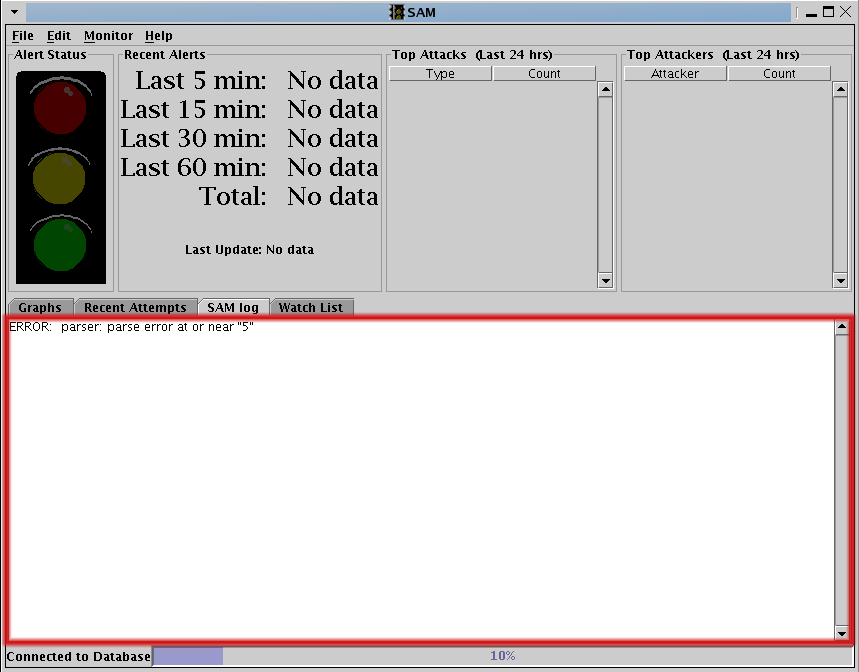 SAM
File Edit Monitor Help
Alert Status
Recent Alerts
Last 5 min: No data
Last 15 min: No data
Last 30 min: No data
Last 60 min: No data
Total: No data
Last Update: No data
Top Attacks (Last 24 hrs)
Type Count
Top Attackers (Last 24 hrs)
Attacker Count
Graphs Recent Attempts SAM log Watch List
ERROR: parser: parse error at or near "5"
Connected to Database 10%